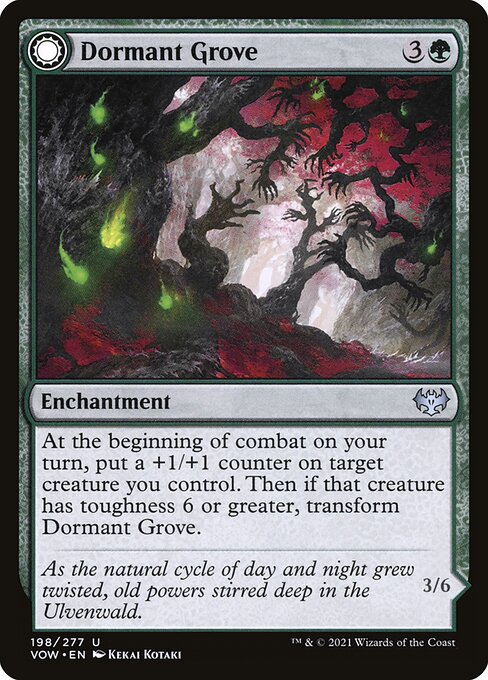 Dormant Grove 3
Enchantment
At the beginning of combat on your
turn, put a +1/+1 counter on target
creature you control. Then if that creature
has toughness 6 or greater, transform
Dormant Grove.
As the natural cycle of day and night grew
twisted, old powers stirred deep in the
Ulvenwald.
3/6
198/277 U
VOW • EN KEKAI KOTAKI
™ & © 2021 Wizards of the Coast